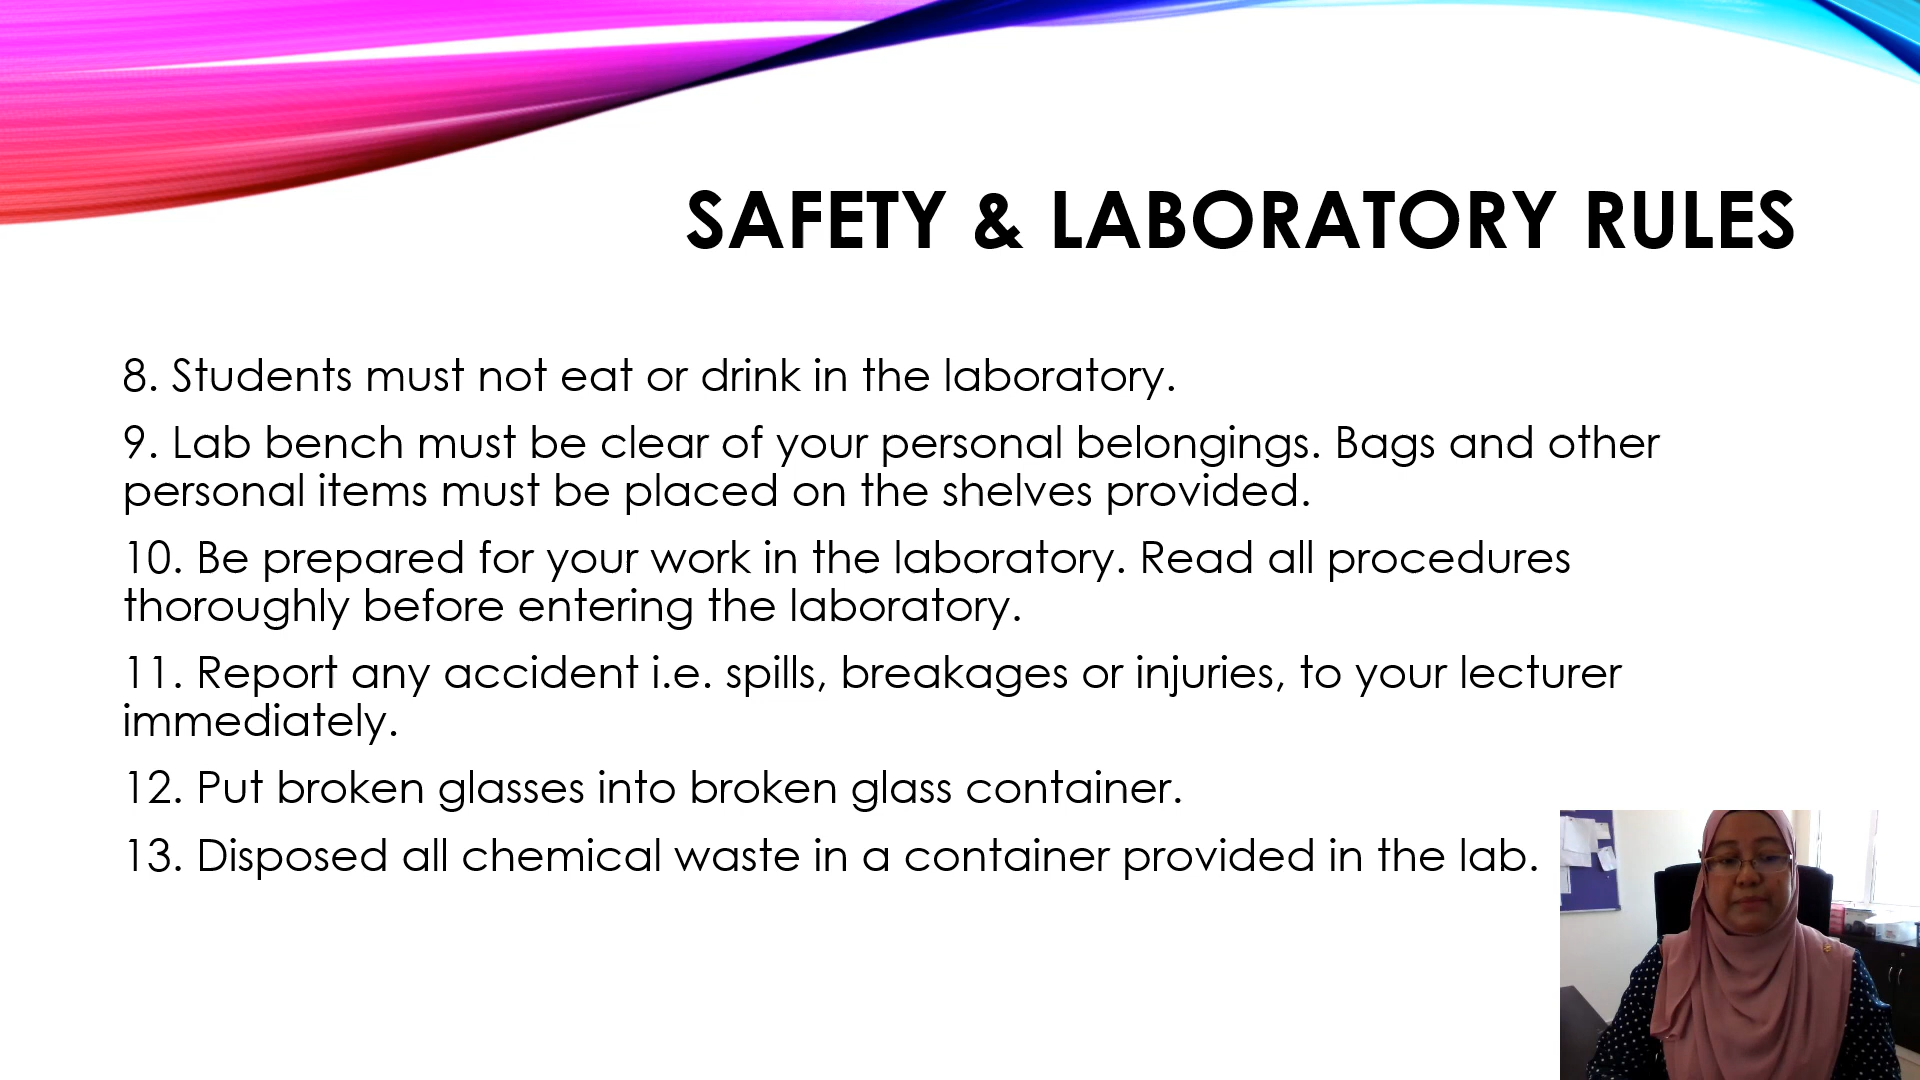 SAFETY & LABORATORY RULES
8. Students must not eat or drink in the laboratory.
9. Lab bench must be clear of your personal belongings. Bags and other
personal items must be placed on the shelves provided.
10. Be prepared for your work in the laboratory. Read all procedures
thoroughly before entering the laboratory.
11. Report any accident i.e. spills, breakages or injuries, to your lecturer
immediately.
12. Put broken glasses into broken glass container.
13. Disposed all chemical waste in a container provided in the lab.